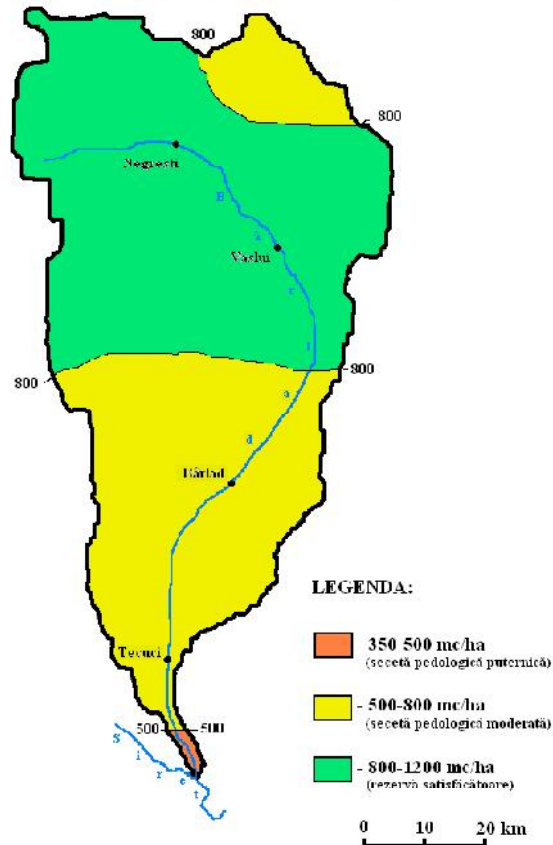 800
800
Negrești
B
â
Vaslui
r
l
800
800
a
d
Bârlad
LEGENDA:
350 500 mc/ha
(secetă pedologică puternică)
Tecuci
- 500-800 mc/ha
(secetă pedologică moderată)
500
500
S
i
r
e
t
- 800-1200 mc/ha
(rezervă satisfăcătoare)
0 10 20 km